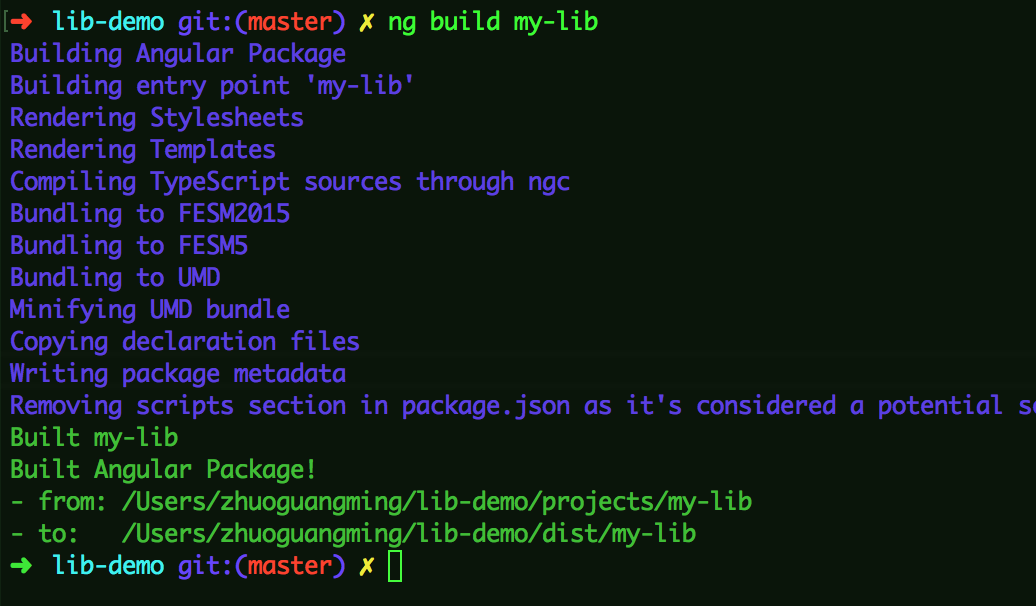 [➜ lib-demo git:(master) ✗ ng build my-lib
Building Angular Package
Building entry point 'my-lib'
Rendering Stylesheets
Rendering Templates
Compiling TypeScript sources through ngc
Bundling to FESM2015
Bundling to FESM5
Bundling to UMD
Minifying UMD bundle
Copying declaration files
Writing package metadata
Removing scripts section in package.json as it's considered a potential
Built my-lib
Built Angular Package!
- from: /Users/zhuoguangming/lib-demo/projects/my-lib
- to:   /Users/zhuoguangming/lib-demo/dist/my-lib
➜ lib-demo git:(master) ✗